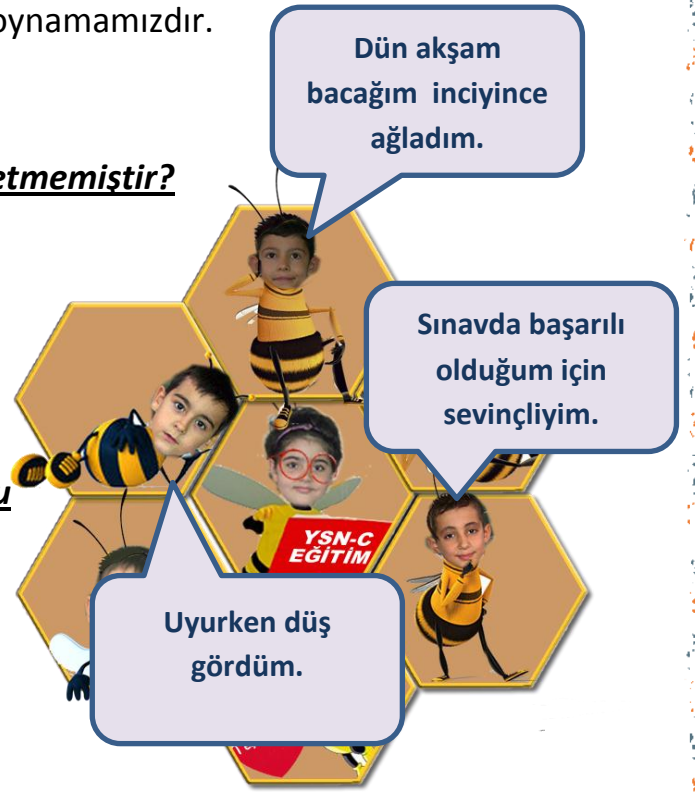 oynamamızdır.
Dün akşam
bacağım inciyince
ağladım.
etmemiştir?
Sınavda başarılı
olduğum için
sevinçliyim.
u
YSN-C
EĞİTİM
Uyurken düş
gördüm.